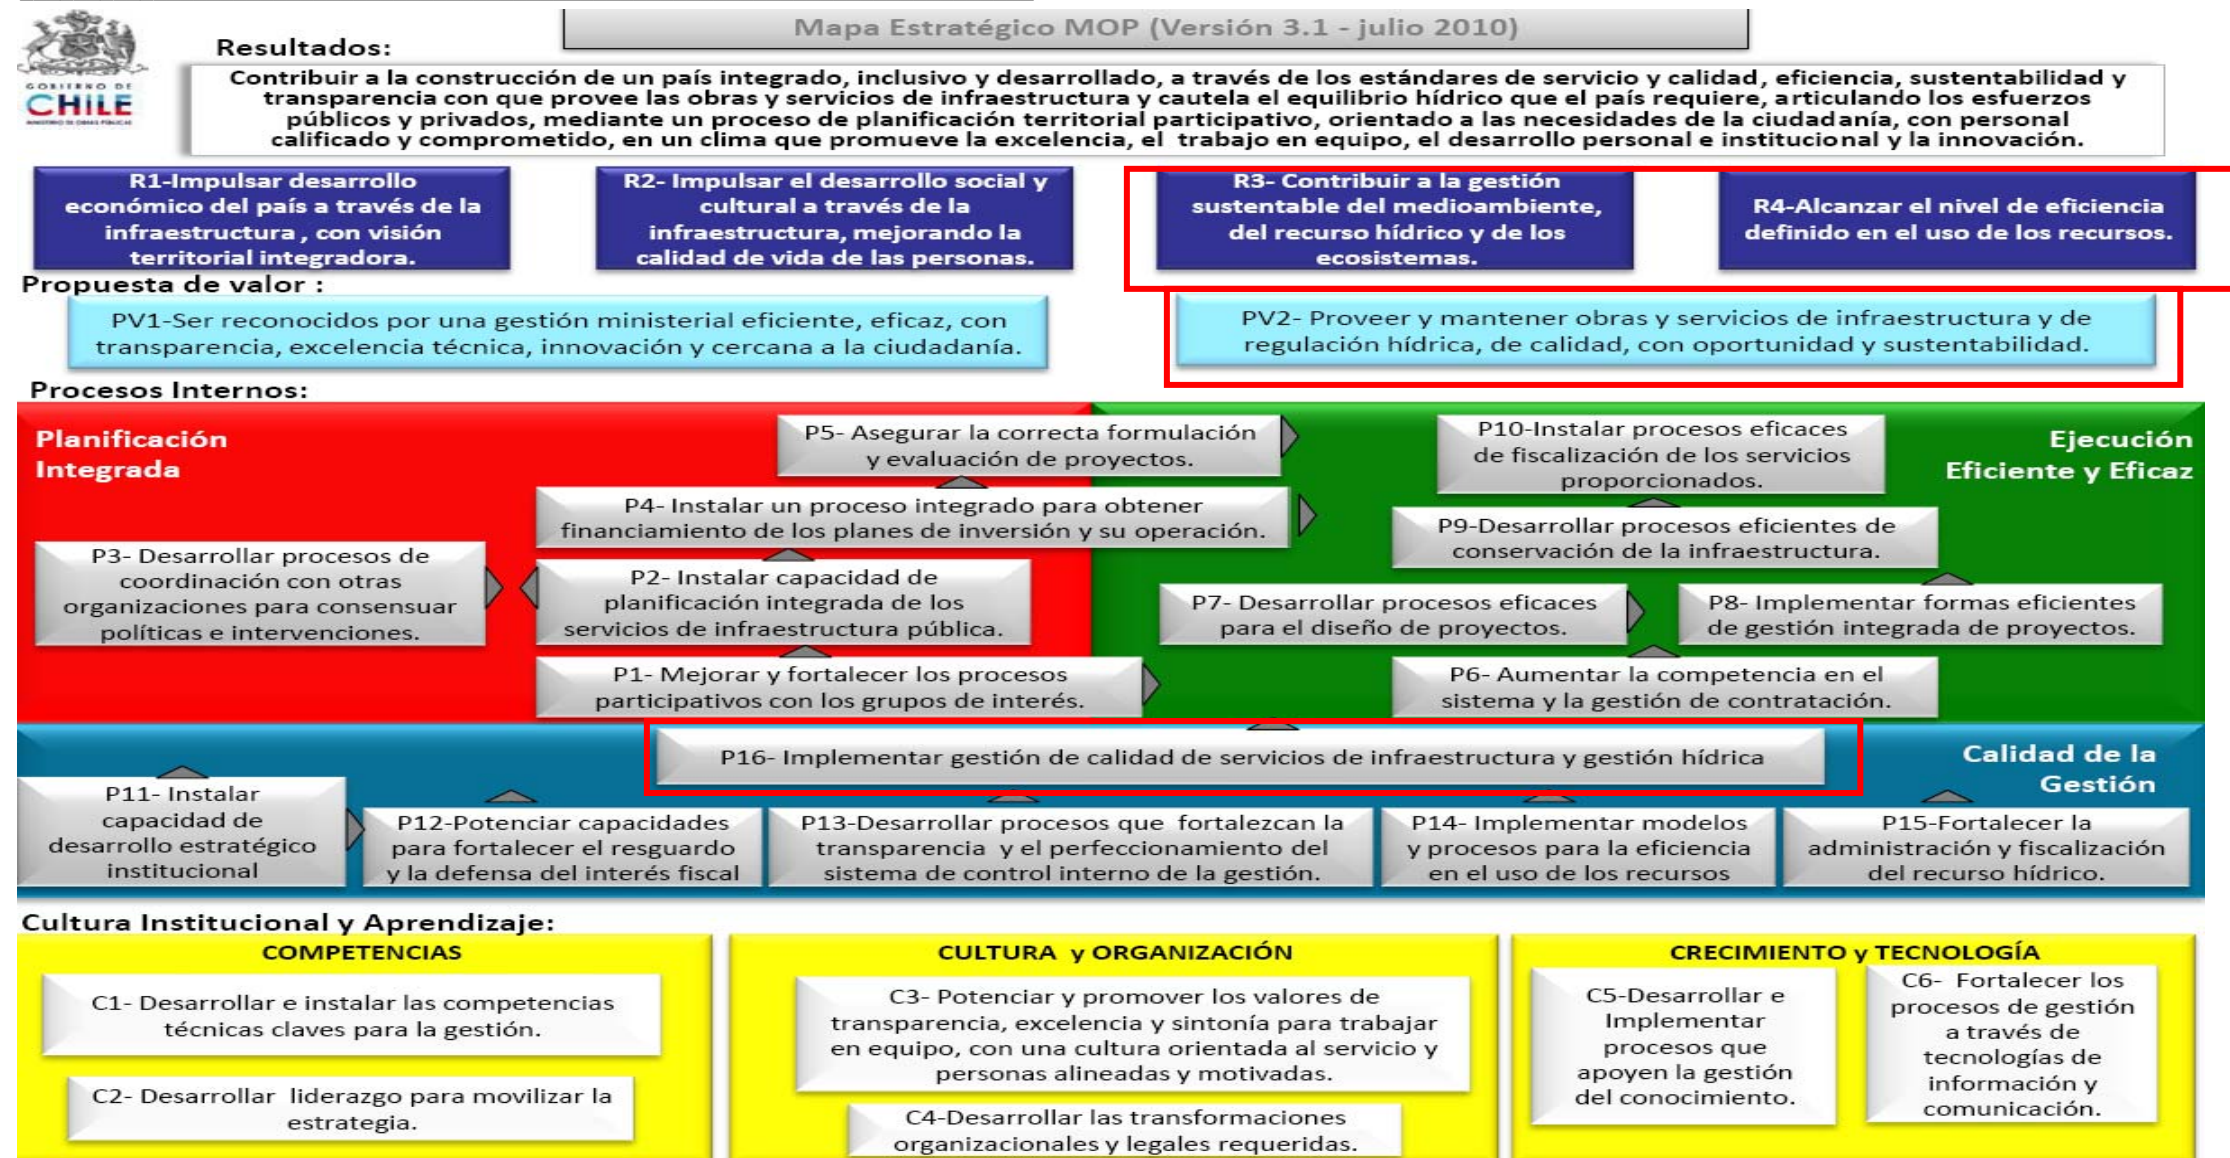 Mapa Estratégico MOP (Versión 3.1 - julio 2010)
GOBIERNO DE
CHILE
MINISTERIO DE OBRAS PÚBLICAS
Resultados:
Contribuir a la construcción de un país integrado, inclusivo y desarrollado, a través de los estándares de servicio y calidad, eficiencia, sustentabilidad y
transparencia con que provee las obras y servicios de infraestructura y cautela el equilibrio hídrico que el país requiere, articulando los esfuerzos
públicos y privados, mediante un proceso de planificación territorial participativo, orientado a las necesidades de la ciudadanía, con personal
calificado y comprometido, en un clima que promueve la excelencia, el trabajo en equipo, el desarrollo personal e institucional y la innovación.
R1-Impulsar desarrollo
económico del país a través de la
infraestructura , con visión
territorial integradora.
R2- Impulsar el desarrollo social y
cultural a través de la
infraestructura, mejorando la
calidad de vida de las personas.
R3- Contribuir a la gestión
sustentable del medioambiente,
del recurso hídrico y de los
ecosistemas.
R4-Alcanzar el nivel de eficiencia
definido en el uso de los recursos.
Propuesta de valor :
PV1-Ser reconocidos por una gestión ministerial eficiente, eficaz, con
transparencia, excelencia técnica, innovación y cercana a la ciudadanía.
PV2- Proveer y mantener obras y servicios de infraestructura y de
regulación hídrica, de calidad, con oportunidad y sustentabilidad.
Procesos Internos:
Planificación
Integrada
P5- Asegurar la correcta formulación
y evaluación de proyectos.
P4- Instalar un proceso integrado para obtener
financiamiento de los planes de inversión y su operación.
P3- Desarrollar procesos de
coordinación con otras
organizaciones para consensuar
políticas e intervenciones.
P2- Instalar capacidad de
planificación integrada de los
servicios de infraestructura pública.
P1- Mejorar y fortalecer los procesos
participativos con los grupos de interés.
Ejecución
Eficiente y Eficaz
P10-Instalar procesos eficaces
de fiscalización de los servicios
proporcionados.
P9-Desarrollar procesos eficientes de
conservación de la infraestructura.
P7- Desarrollar procesos eficaces
para el diseño de proyectos.
P8- Implementar formas eficientes
de gestión integrada de proyectos.
P6- Aumentar la competencia en el
sistema y la gestión de contratación.
P16- Implementar gestión de calidad de servicios de infraestructura y gestión hídrica
Calidad de la
Gestión
P11- Instalar
capacidad de
desarrollo estratégico
institucional
P12-Potenciar capacidades
para fortalecer el resguardo
y la defensa del interés fiscal
P13-Desarrollar procesos que fortalezcan la
transparencia y el perfeccionamiento del
sistema de control interno de la gestión.
P14- Implementar modelos
y procesos para la eficiencia
en el uso de los recursos
P15-Fortalecer la
administración y fiscalización
del recurso hídrico.
Cultura Institucional y Aprendizaje:
COMPETENCIAS
C1- Desarrollar e instalar las competencias
técnicas claves para la gestión.
C2- Desarrollar liderazgo para movilizar la
estrategia.
CULTURA y ORGANIZACIÓN
C3- Potenciar y promover los valores de
transparencia, excelencia y sintonía para trabajar
en equipo, con una cultura orientada al servicio y
personas alineadas y motivadas.
C4-Desarrollar las transformaciones
organizacionales y legales requeridas.
CRECIMIENTO y TECNOLOGÍA
C5-Desarrollar e
Implementar
procesos que
apoyen la gestión
del conocimiento.
C6- Fortalecer los
procesos de gestión
a través de
tecnologías de
información y
comunicación.